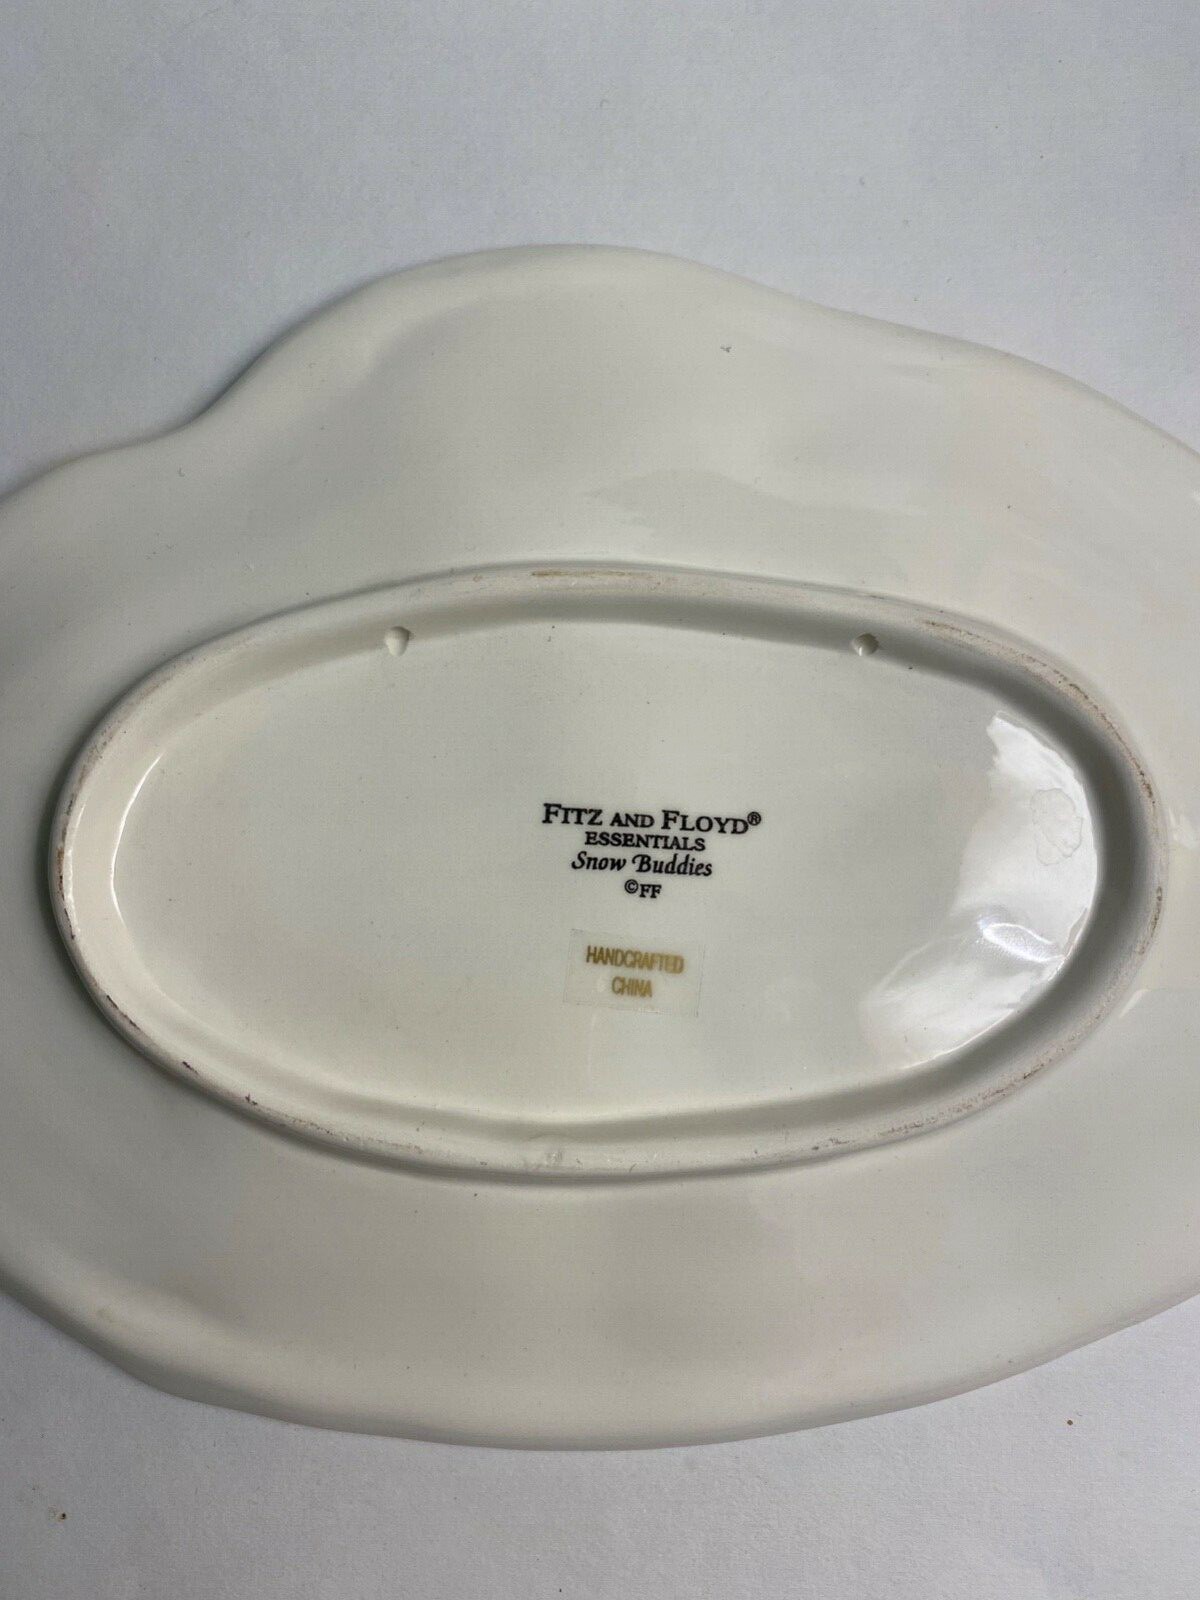 FITZ AND FLOYD®
ESSENTIALS
Snow Buddies
©FF
HANDCRAFTED
CHINA